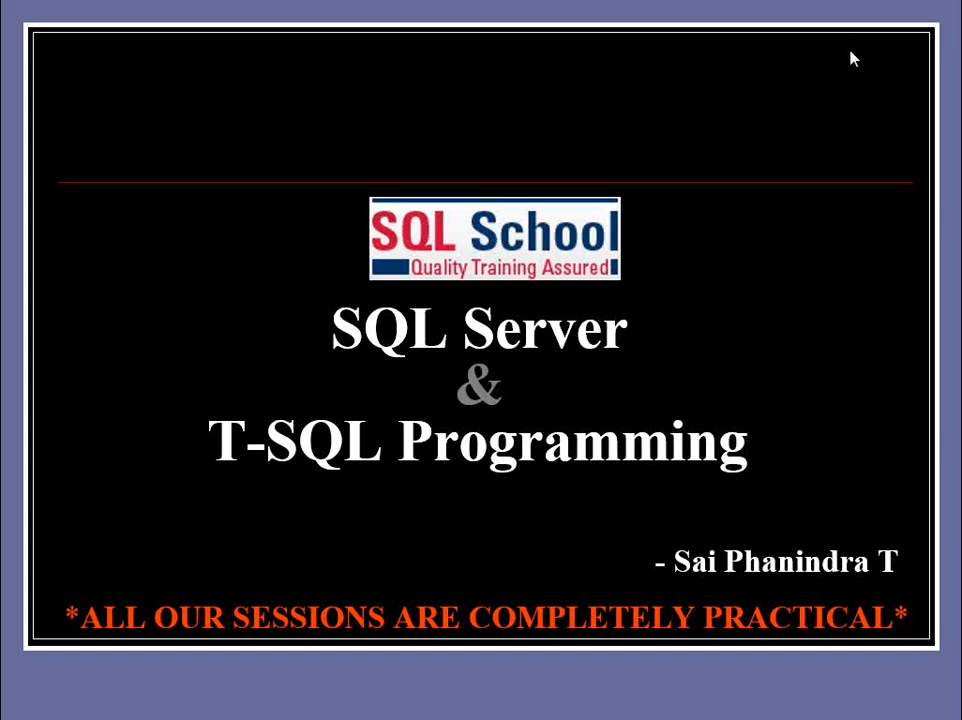 SQL School
Quality Training Assured
SQL Server
&
T-SQL Programming
- Sai Phanindra T
*ALL OUR SESSIONS ARE COMPLETELY PRACTICAL*